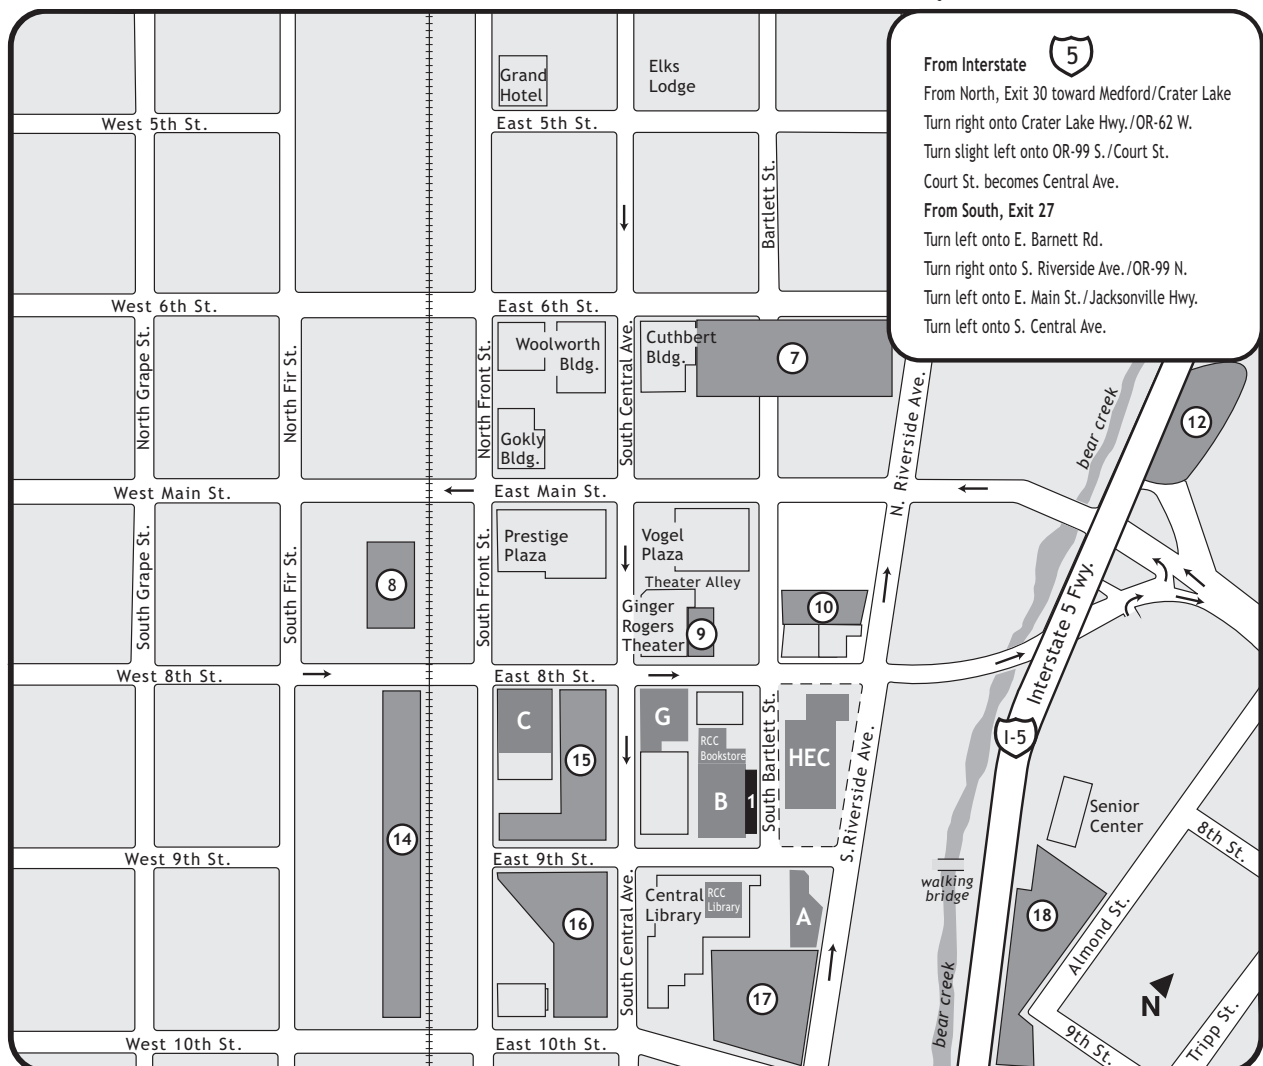 From Interstate
5
From North, Exit 30 toward Medford/Crater Lake
Turn right onto Crater Lake Hwy./OR-62 W.
Turn slight left onto OR-99 S./Court St.
Court St. becomes Central Ave.
From South, Exit 27
Turn left onto E. Barnett Rd.
Turn right onto S. Riverside Ave./OR-99 N.
Turn left onto E. Main St./Jacksonville Hwy.
Turn left onto S. Central Ave.
Grand
Hotel
Elks
Lodge
West 5th St.
East 5th St.
Bartlett St.
West 6th St.
East 6th St.
North Grape St.
North Fir St.
North Front St.
Woolworth
Bldg.
South Central Ave.
Cuthbert
Bldg.
7
Gokly
Bldg.
N. Riverside Ave.
bear creek
12
West Main St.
East Main St.
South Grape St.
South Fir St.
8
South Front St.
Prestige
Plaza
Vogel
Plaza
Theater Alley
Ginger
Rogers
Theater
9
10
Interstate 5 Fwy.
West 8th St.
East 8th St.
C
15
G
RCC
Bookstore
B
1
South Bartlett St.
HEC
S. Riverside Ave.
I-5
Senior
Center
8th St.
14
West 9th St.
East 9th St.
walking
bridge
16
South Central Ave.
Central
Library
RCC
Library
A
17
18
Almond St.
bear creek
N
9th St.
Tripp St.
West 10th St.
East 10th St.